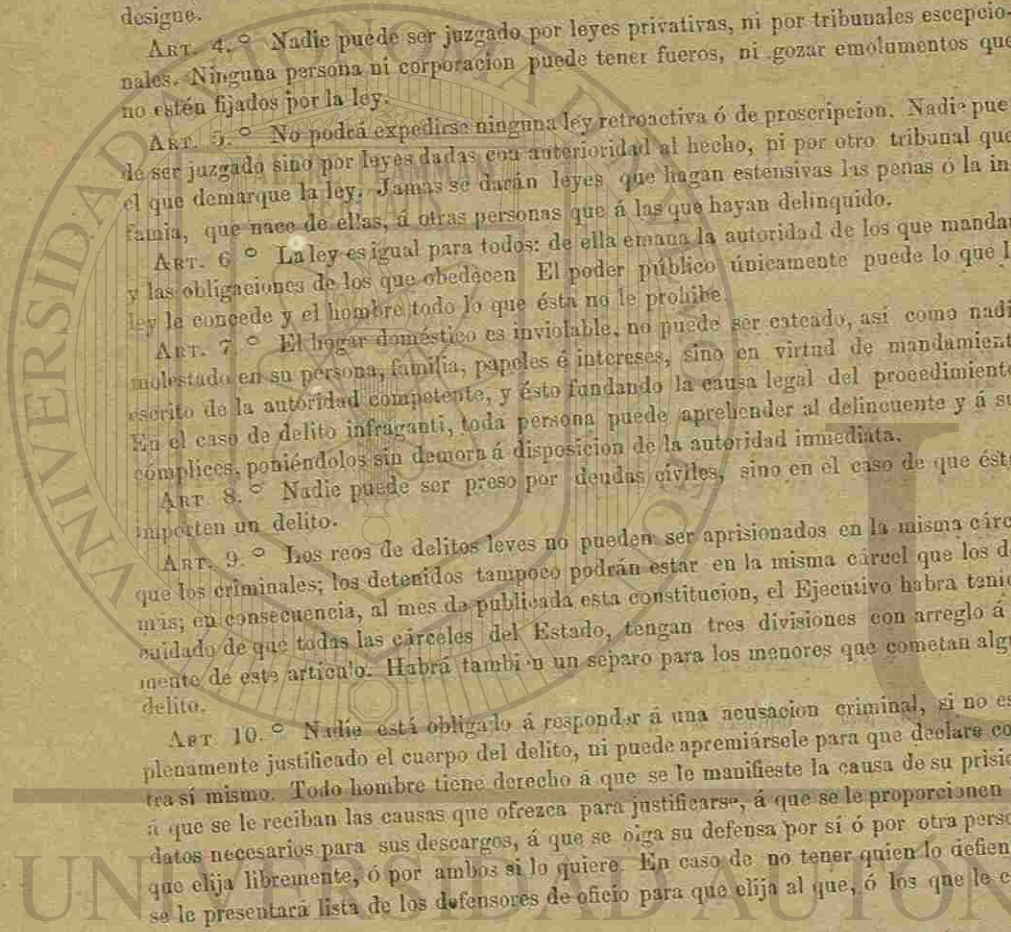 desigue.
ART. 4. º Nadie puede ser juzgado por leyes privativas, ni por tribunales escepcio-
nales. Ninguna persona ni corporacion puede tener fueros, ni gozar emolumentos que
no estén fijados por la ley.
ART. 5. º No podrá expedirse ninguna ley retroactiva ó de proscripcion. Nadie pue
de ser juzgado sino por leyes dadas con anterioridad al hecho, ni por otro tribunal que
el que demarque la ley. Jamas se darán leyes que hagan estensivas las penas ó la in
famia, que nace de ellas, á otras personas que á las que hayan delinquido.
ART. 6 º La ley es igual para todos: de ella emana la autoridad de los que mandan
y las obligaciones de los que obedecen El poder público únicamente puede lo que l
ley le concede y el hombre todo lo que ésta no le prohibe.
ART. 7. º El hogar doméstico es inviolable, no puede ser cateado, así como nadi
molestado en su persona, familia, papeles é intereses, sino en virtud de mandamient
escrito de la autoridad competente, y ésto fundando la causa legal del procedimiento
En el caso de delito infraganti, toda persona puede aprehender al delincuente y á su
cómplices, poniéndolos sin demora á disposicion de la autoridad inmediata.
ART 8. º Nadie puede ser preso por deudas civiles, sino en el caso de que ést
importen un delito.
ART. 9. º Los reos de delitos leves no pueden ser aprisionados en la misma cárc
que los criminales; los detenidos tampoco podrán estar en la misma cárcel que los d
mas; en consecuencia, al mes de publicada esta constitucion, el Ejecutivo habrá tenid
cuidado de que todas las cárceles del Estado, tengan tres divisiones con arreglo á
mente de este artículo. Habrá tambi n un separo para los menores que cometan alg
delito.
ART 10. º Nadie está obligado á responder á una acusacion criminal, si no es
plenamente justificado el cuerpo del delito, ni puede apremiársele para que declare co
tra sí mismo. Todo hombre tiene derecho á que se le manifieste la causa de su prisio
á que se le reciban las causas que ofrezca para justificarse, á que se le proporcionen
datos necesarios para sus descargos, á que se oiga su defensa por sí ó por otra perso
que elija libremente, ó por ambos si lo quiere. En caso de no tener quien lo defien
se le presentará lista de los defensores de oficio para que elija al que, ó los que le c
UNIVERSIDAD AUTÓN